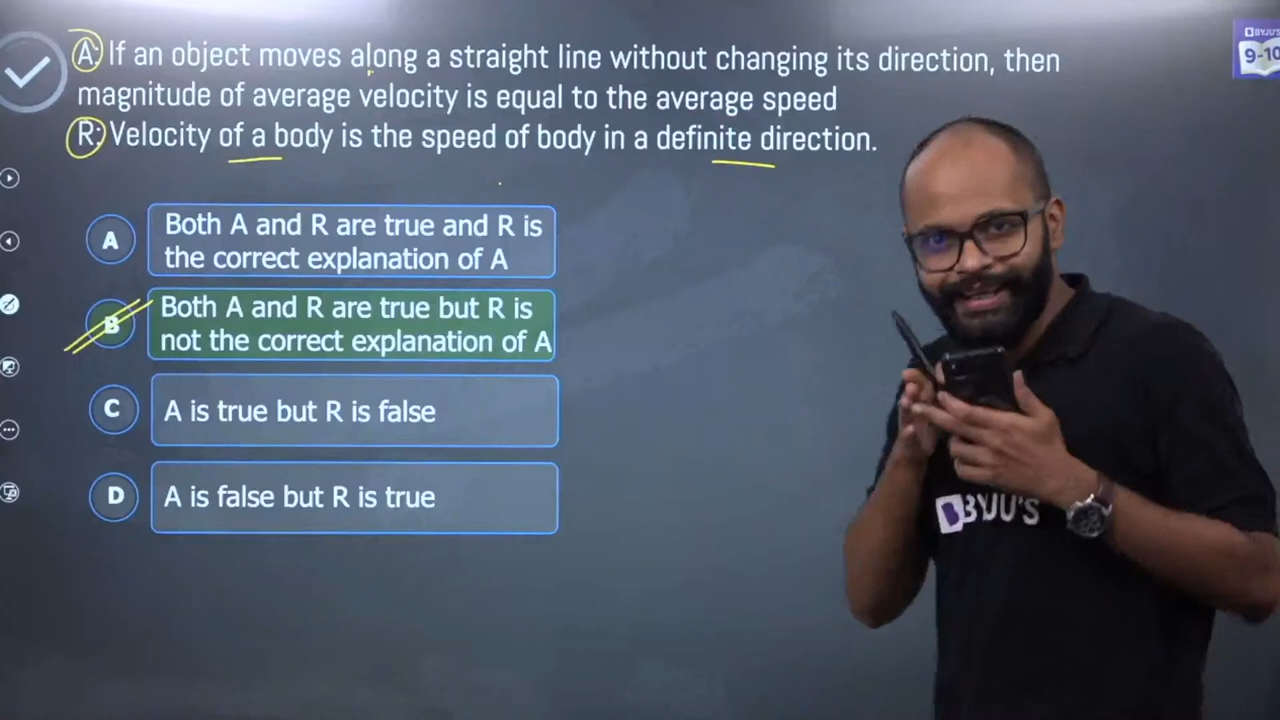 A: If an object moves along a straight line without changing its direction, then
magnitude of average velocity is equal to the average speed
R: Velocity of a body is the speed of body in a definite direction.
A
Both A and R are true and R is
the correct explanation of A
B
Both A and R are true but R is
not the correct explanation of A
C
A is true but R is false
D
A is false but R is true
BYJU'S
9-10
BYJU'S